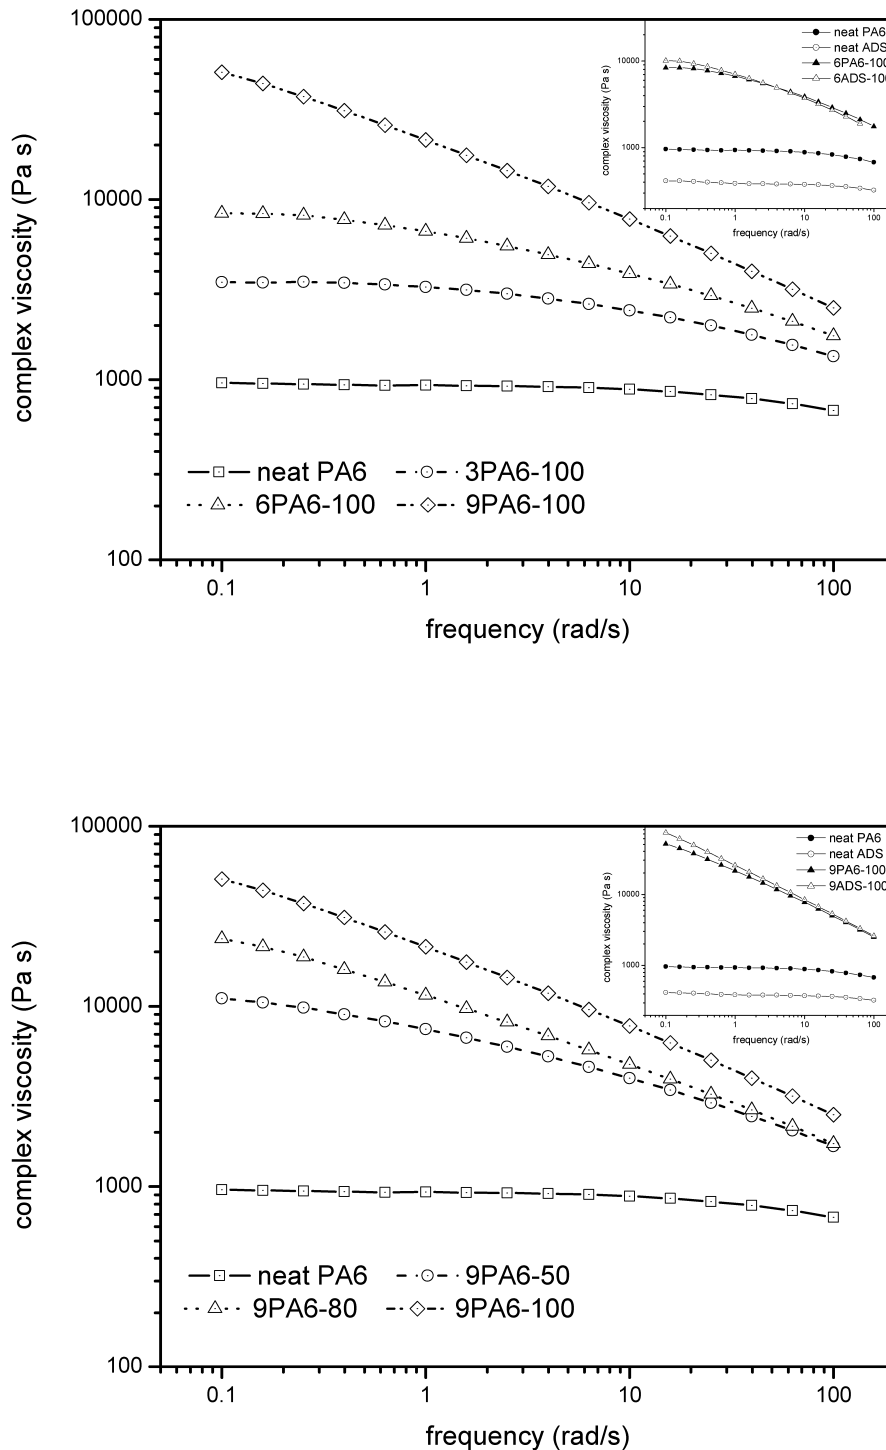 100000
10000
1000
100
complex viscosity (Pa s)
0.1 1 10 100
frequency (rad/s)
neat PA6 3PA6-100
6PA6-100 9PA6-100
neat PA6
neat ADS
6PA6-100
6ADS-100
10000
1000
complex viscosity (Pa s)
0.1 1 10 100
frequency (rad/s)
100000
10000
1000
100
complex viscosity (Pa s)
0.1 1 10 100
frequency (rad/s)
neat PA6 9PA6-50
9PA6-80 9PA6-100
neat PA6
neat ADS
9PA6-100
9ADS-100
10000
1000
complex viscosity (Pa s)
0.1 1 10 100
frequency (rad/s)